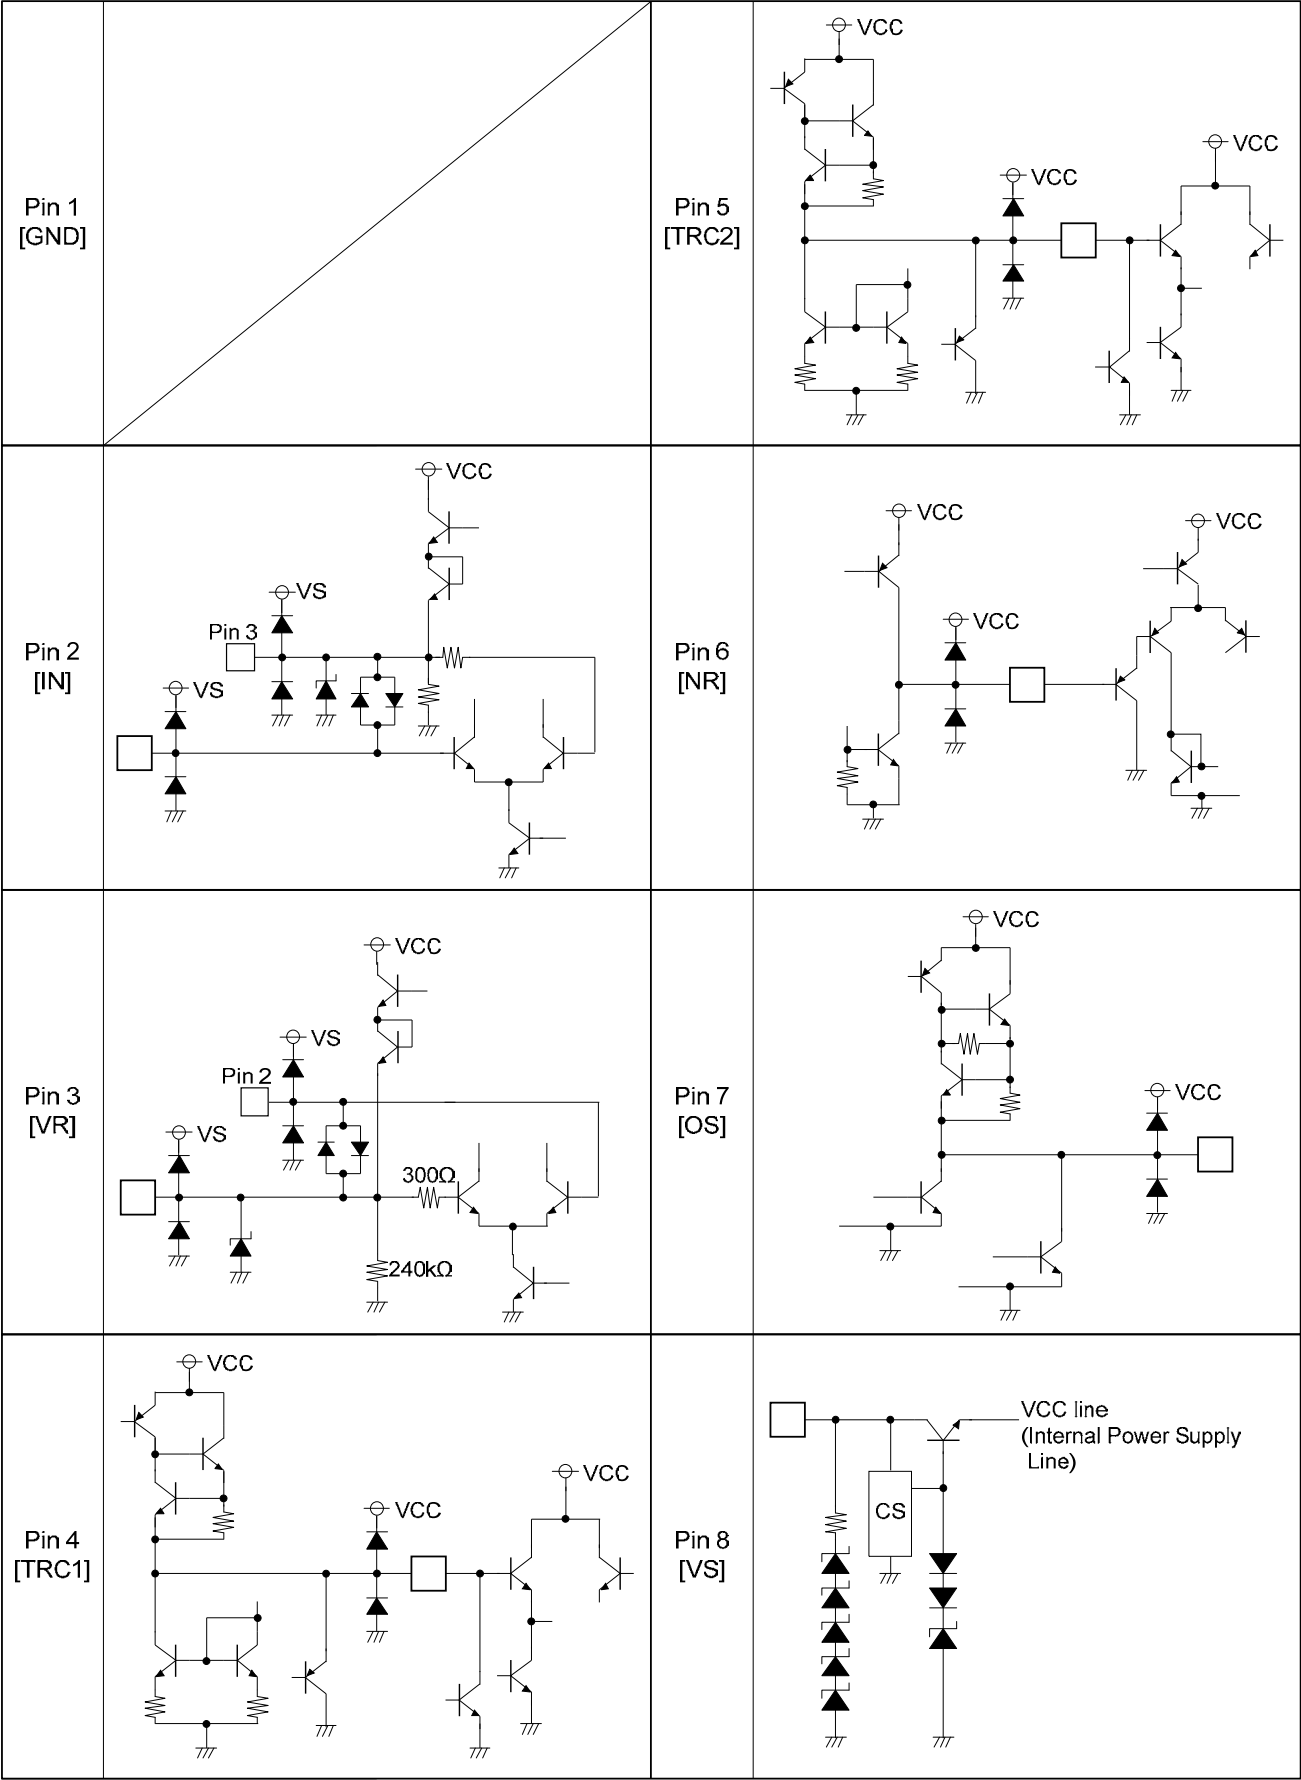 Pin 1
[GND]
Pin 5
[TRC2]
VCC
VCC
VCC
Pin 2
[IN]
VCC
VS
Pin 3
VS
Pin 6
[NR]
VCC
VCC
VCC
Pin 3
[VR]
VCC
VS
Pin 2
VS
300Ω
240kΩ
Pin 7
[OS]
VCC
VCC
Pin 4
[TRC1]
VCC
VCC
VCC
Pin 8
[VS]
VCC line
(Internal Power Supply
Line)
CS